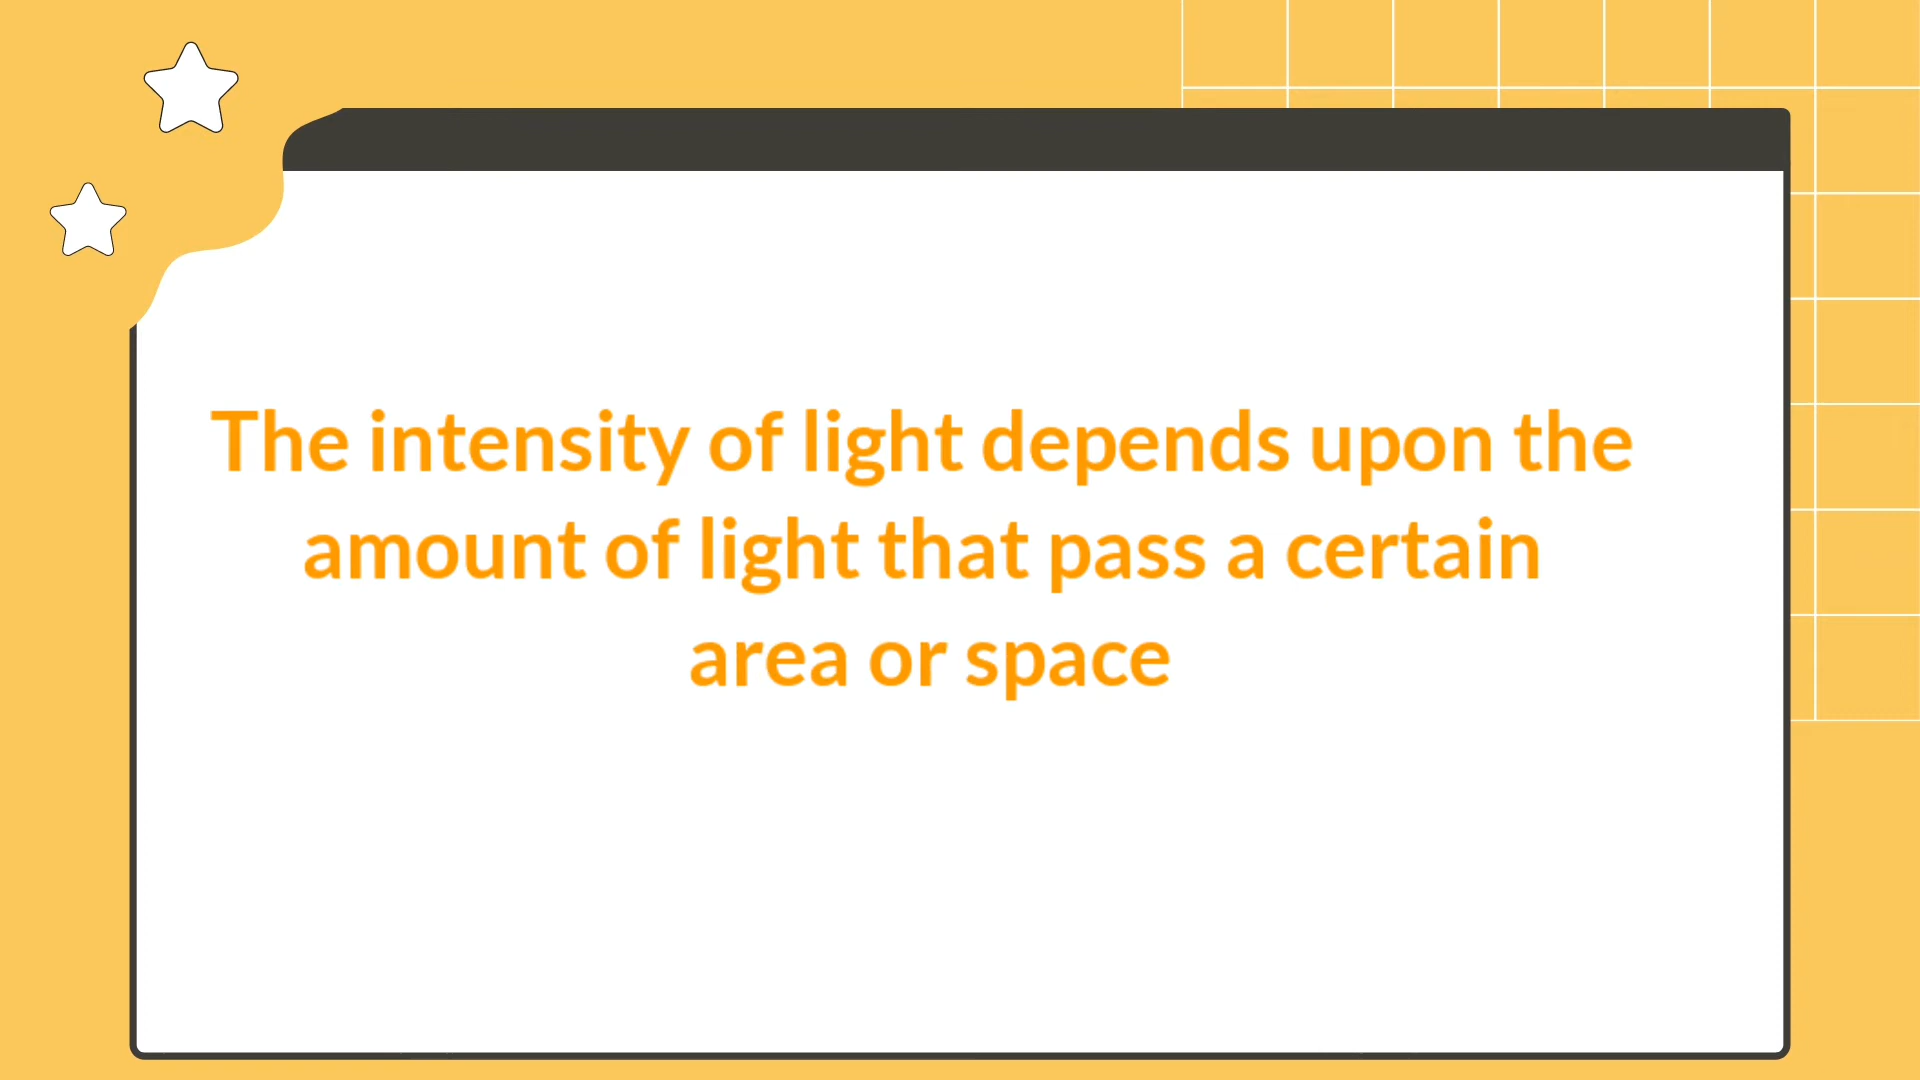 The intensity of light depends upon the
amount of light that pass a certain
area or space